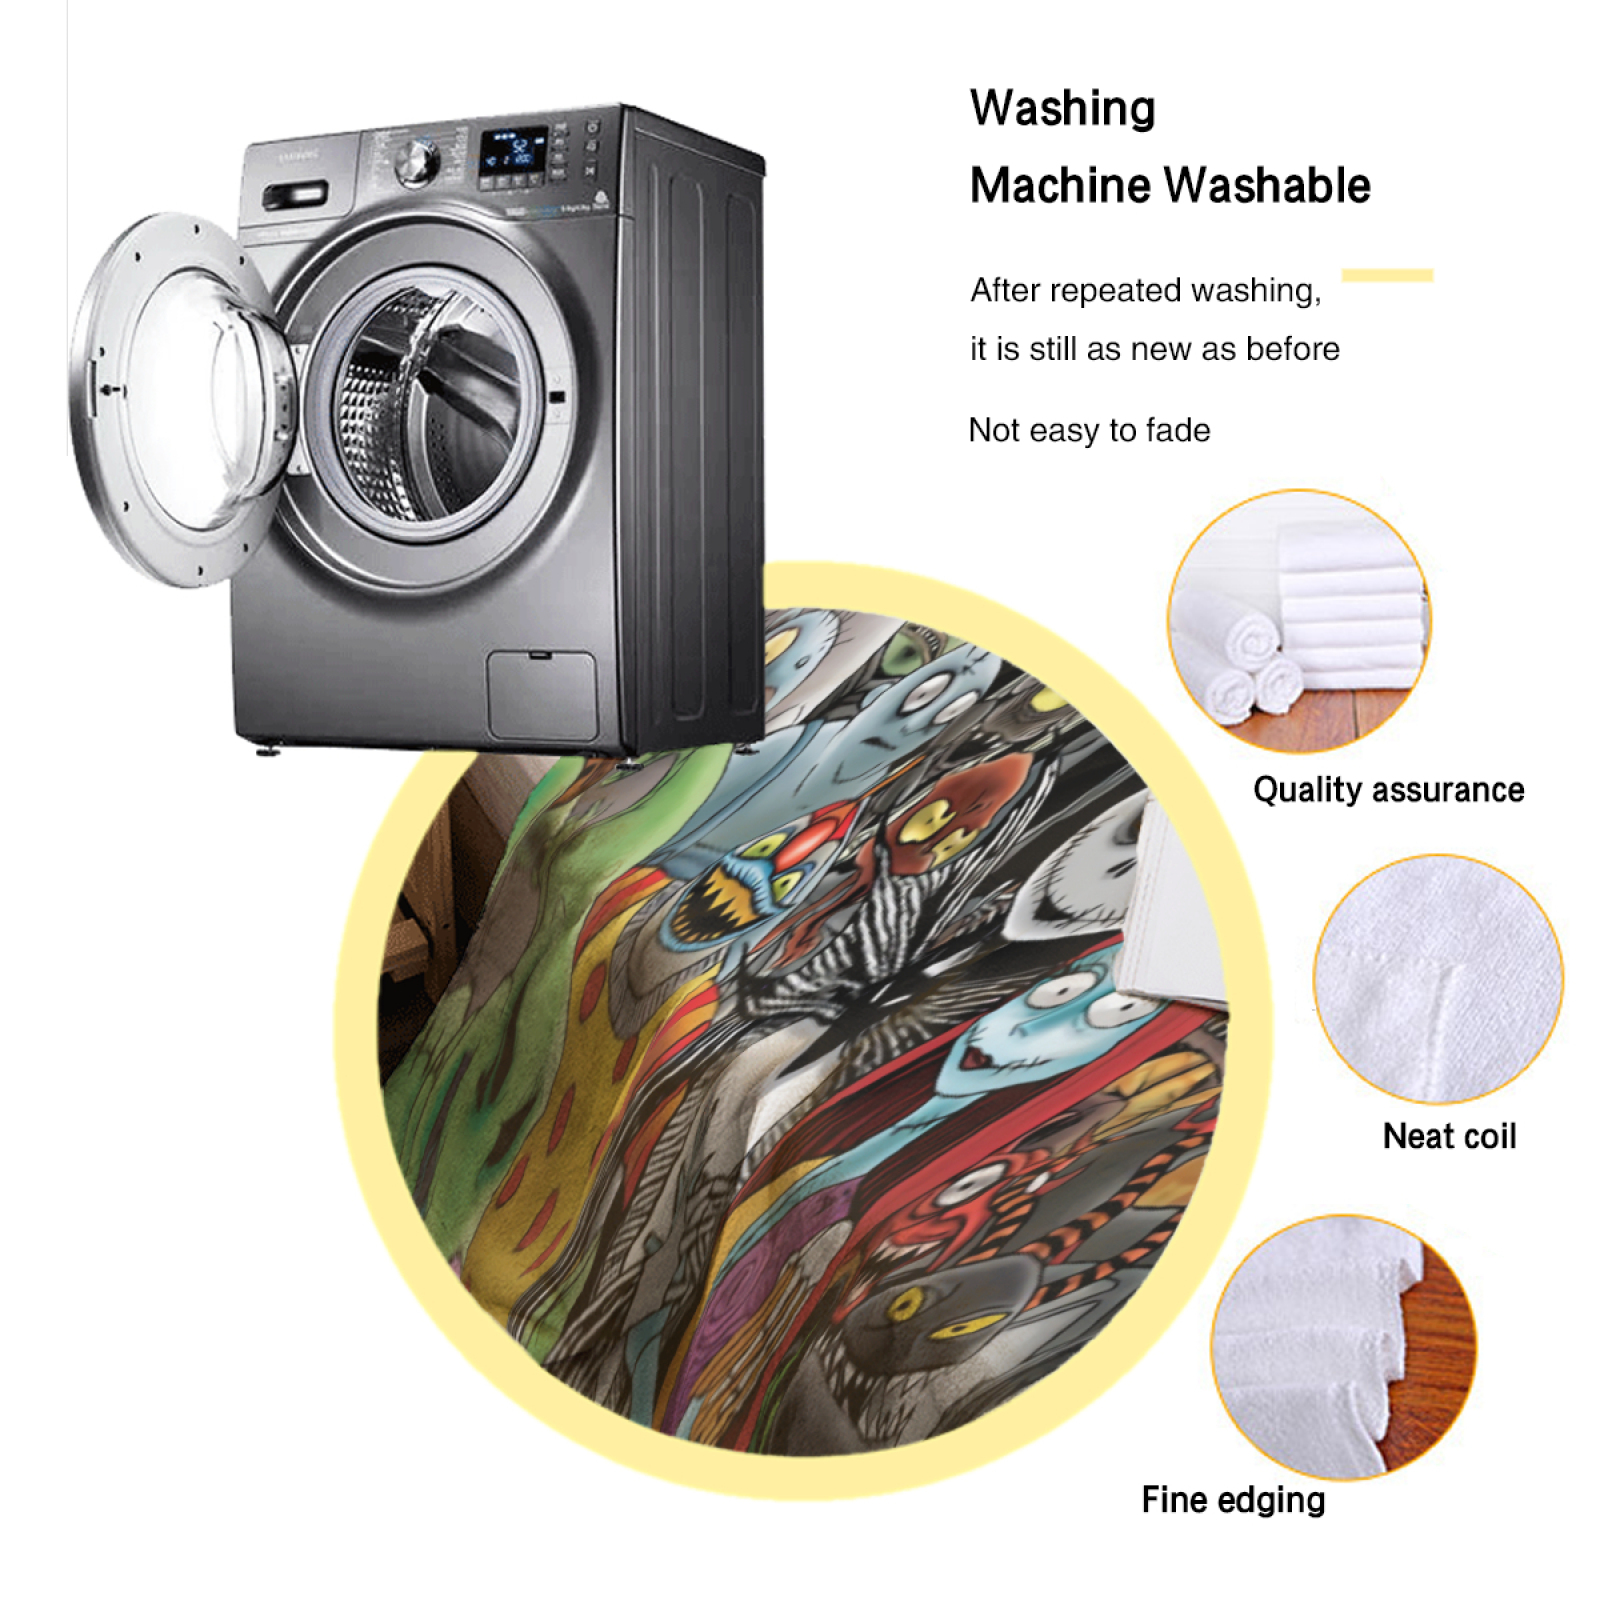 Washing
Machine Washable
After repeated washing,
it is still as new as before
Not easy to fade
Quality assurance
Neat coil
Fine edging